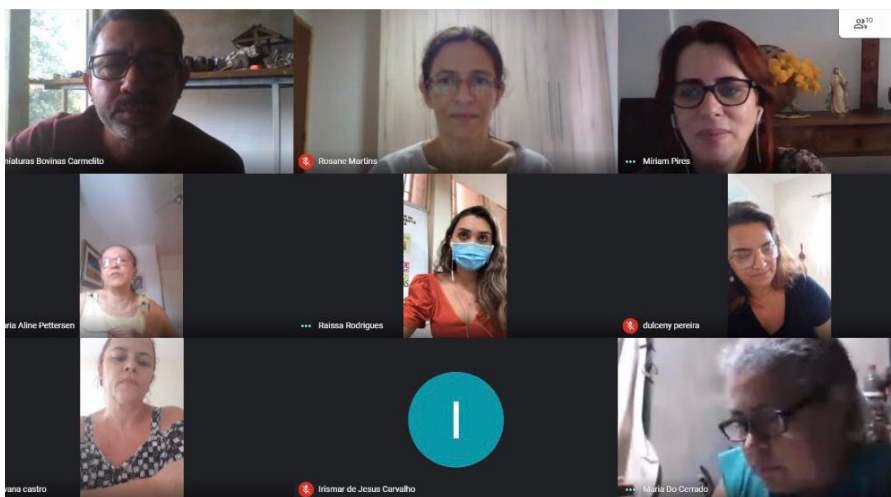 10
niaturas Bovinas Carmelito
Rosane Martins
Míriam Pires
aria Aline Pettersen
Raissa Rodrigues
dulceny pereira
vana castro
I
Irismar de Jesus Carvalho
Maria Do Cerrado